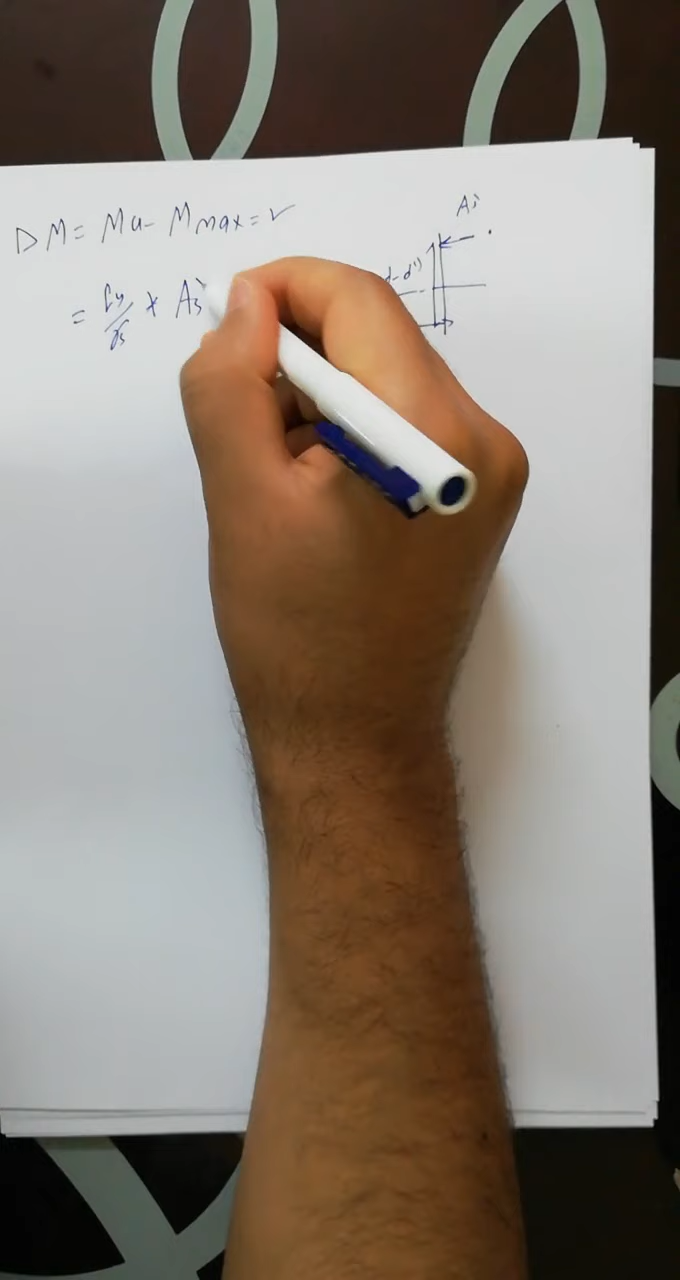 ΔM = Mu - Mmax = ✓
As'
= fy/γs * As'
d-d')